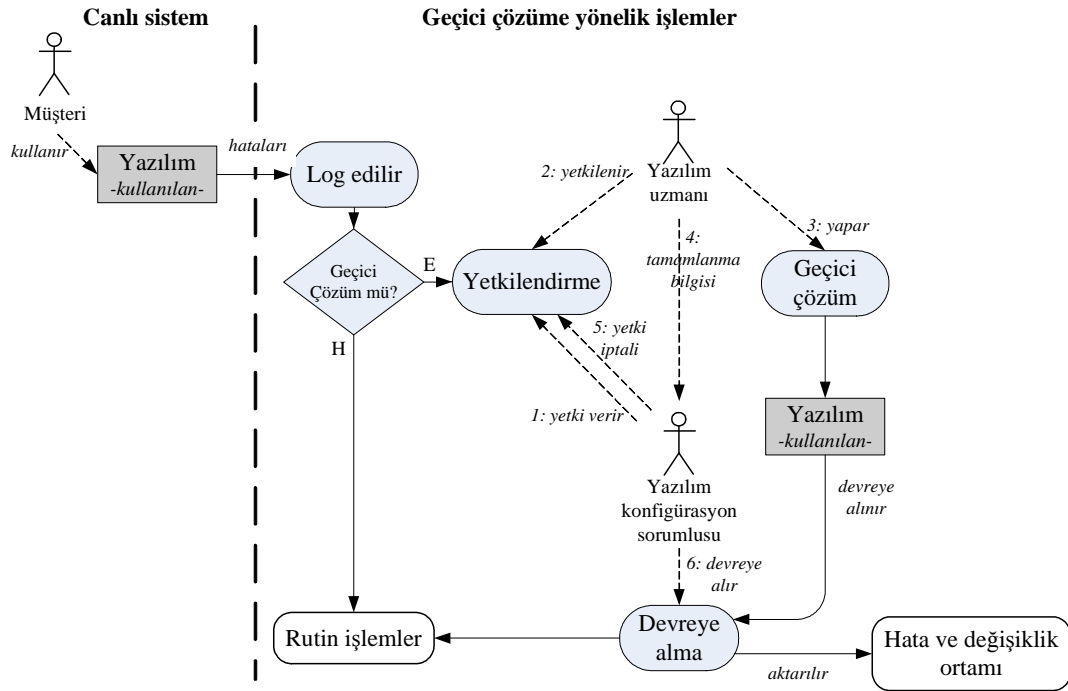 Canlı sistem
Geçici çözüme yönelik işlemler
Müşteri
kullanır
Yazılım
-kullanılan-
hataları
Log edilir
Geçici
Çözüm mü?
E
H
2: yetkilenir
Yazılım
uzmanı
3: yapar
4:
tamamlanma
bilgisi
Yetkilendirme
Geçici
çözüm
5: yetki
iptali
1: yetki verir
Yazılım
-kullanılan-
Yazılım
konfigürasyon
sorumlusu
devreye
alınır
6: devreye
alır
Rutin işlemler
Devreye
alma
aktarılır
Hata ve değişiklik
ortamı